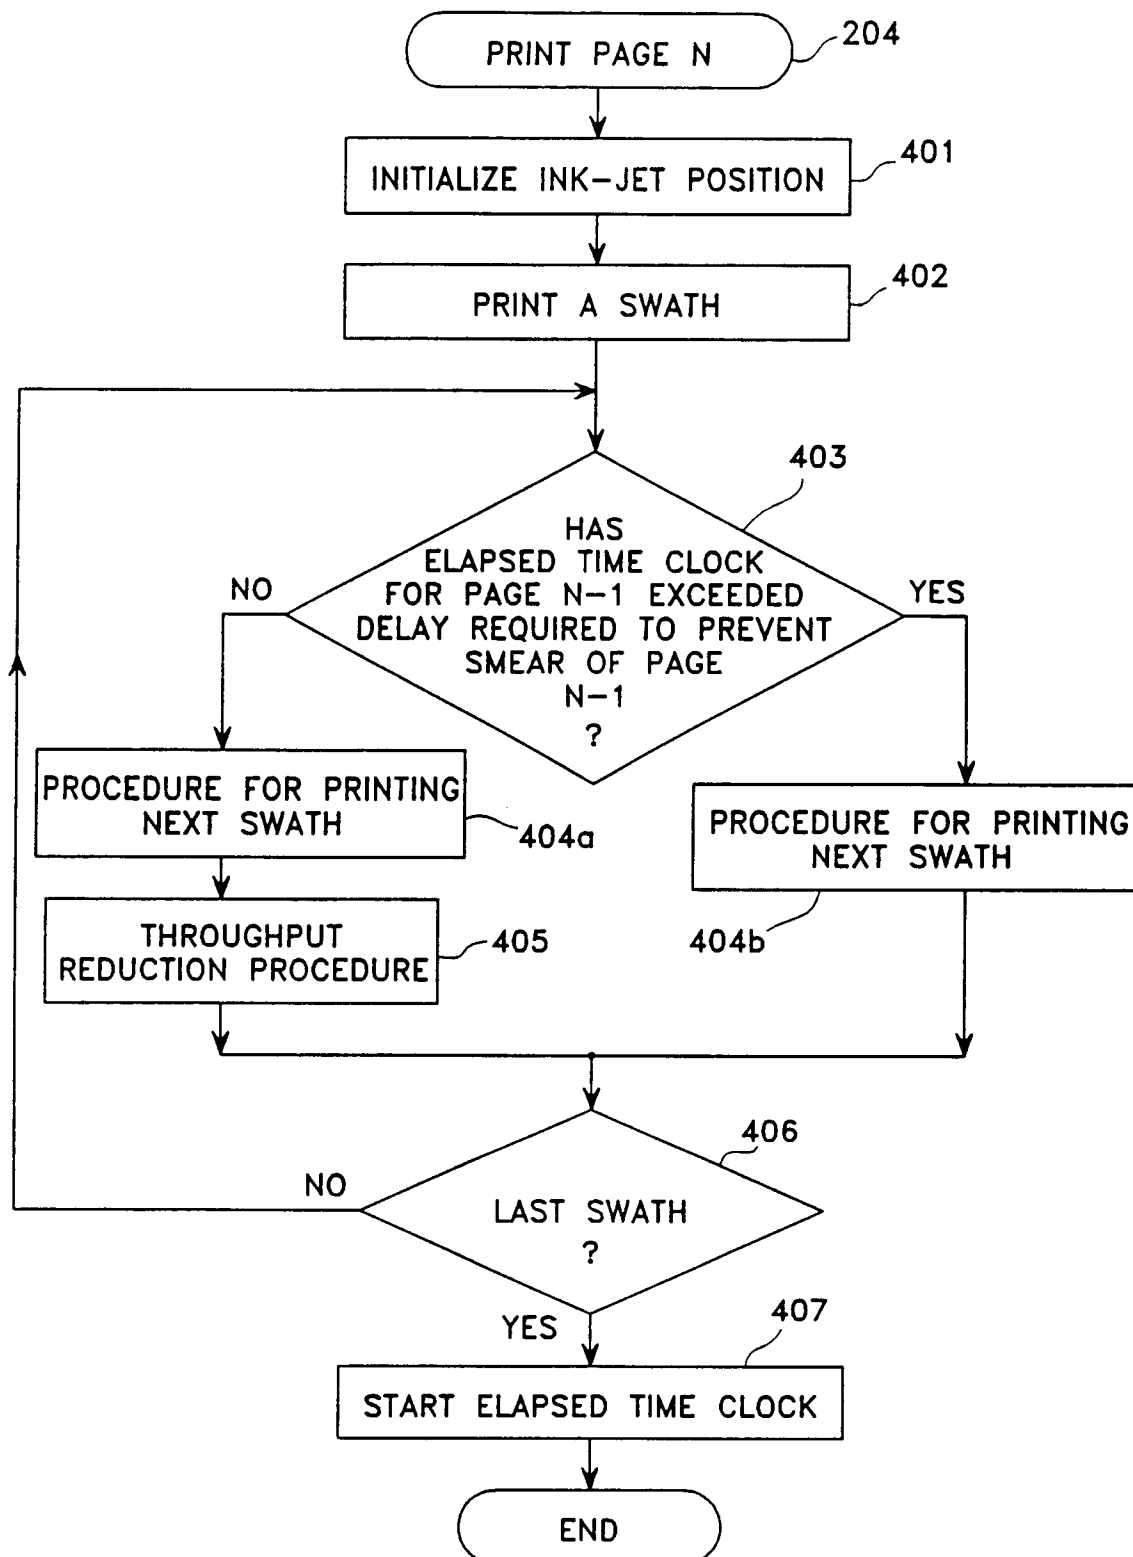 PRINT PAGE N
204
INITIALIZE INK-JET POSITION
401
PRINT A SWATH
402
403
HAS
ELAPSED TIME CLOCK
FOR PAGE N-1 EXCEEDED
DELAY REQUIRED TO PREVENT
SMEAR OF PAGE
N-1
?
NO
YES
PROCEDURE FOR PRINTING
NEXT SWATH
404a
PROCEDURE FOR PRINTING
NEXT SWATH
404b
THROUGHPUT
REDUCTION PROCEDURE
405
406
LAST SWATH
?
NO
YES
407
START ELAPSED TIME CLOCK
END